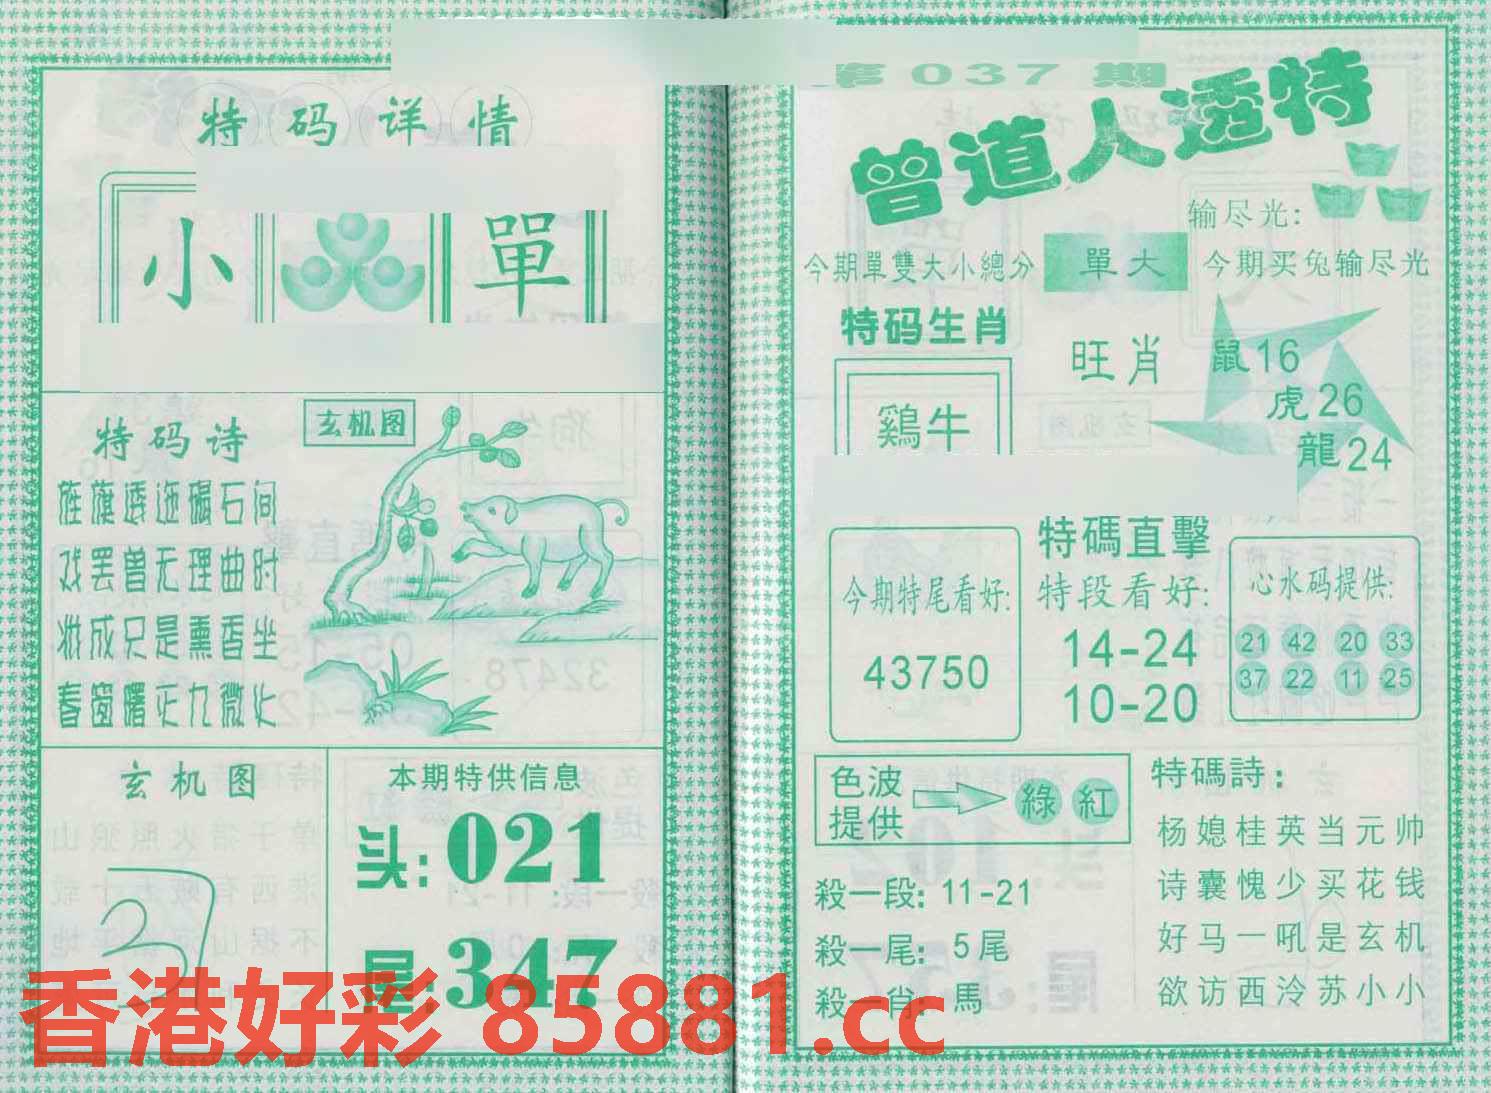 特码详情
小 單
特码诗
玄机图
旌旗透迤碣石间
戏罢曾无理曲时
妝成只是熏香坐
春窗曙灭九微火
玄机图
本期特供信息
头:021
尾:347
037 期
曾道人透特
输尽光:
今期單雙大小總分 單大 今期买兔输尽光
特码生肖
鷄牛
旺肖
鼠16
虎26
龍24
特碼直擊
今期特尾看好:
43750
特段看好:
14-24
10-20
心水码提供:
21 42 20 33
37 22 11 25
色波
提供
綠 紅
殺一段: 11-21
殺一尾: 5尾
殺一肖: 馬
特碼詩:
杨媳桂英当元帅
诗囊愧少买花钱
好马一吼是玄机
欲访西泠苏小小
香港好彩 85881.cc